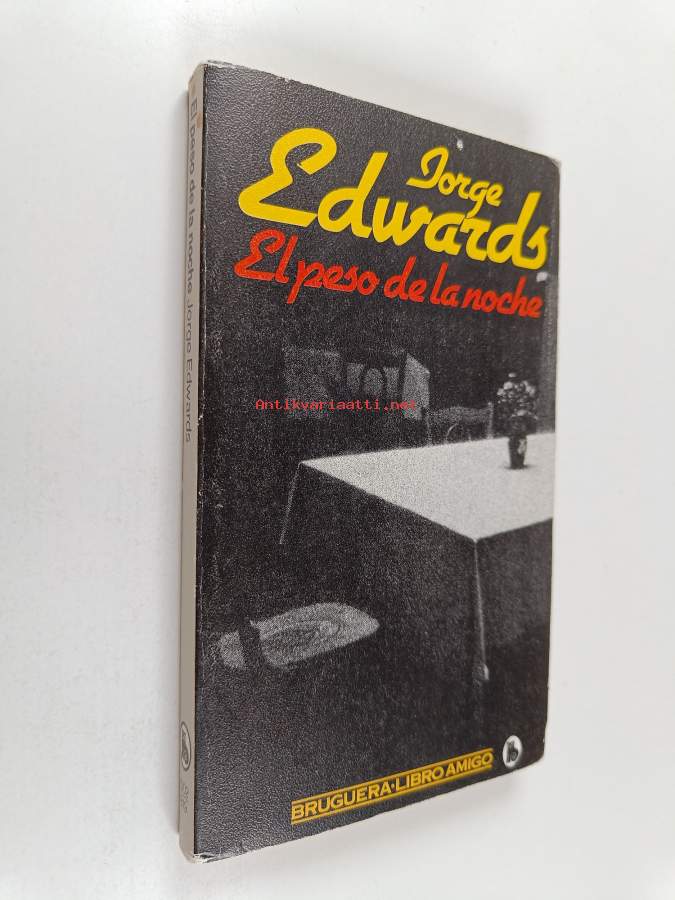 Jorge
Edwards
El peso de la noche
Antikvariaatti.net
BRUGUERA·LIBRO AMIGO
El peso de la noche Jorge Edwards